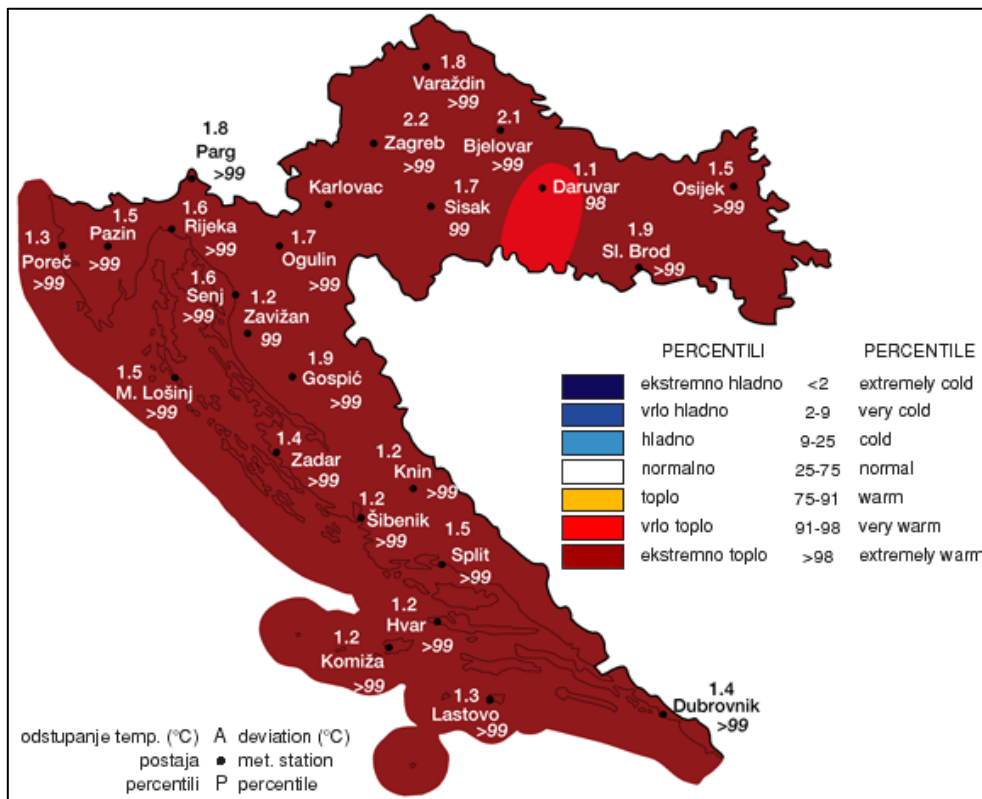 1.8
Varaždin
>99
2.2
Zagreb
>99
2.1
Bjelovar
>99
1.8
Parg
>99
Karlovac
1.7
Sisak
99
1.1
Daruvar
98
1.5
Osijek
>99
1.9
Sl. Brod
>99
1.3
Poreč
>99
1.5
Pazin
>99
1.6
Rijeka
>99
1.7
Ogulin
>99
1.6
Senj
>99
1.2
Zavižan
99
1.9
Gospić
>99
1.5
M. Lošinj
>99
1.4
Zadar
>99
1.2
Knin
>99
1.2
Šibenik
>99
1.5
Split
>99
1.2
Hvar
>99
1.2
Komiža
>99
1.3
Lastovo
>99
1.4
Dubrovnik
>99
PERCENTILI PERCENTILE
ekstremno hladno <2 extremely cold
vrlo hladno 2-9 very cold
hladno 9-25 cold
normalno 25-75 normal
toplo 75-91 warm
vrlo toplo 91-98 very warm
ekstremno toplo >98 extremely warm
odstupanje temp. (°C) A deviation (°C)
postaja met. station
percentili P percentile